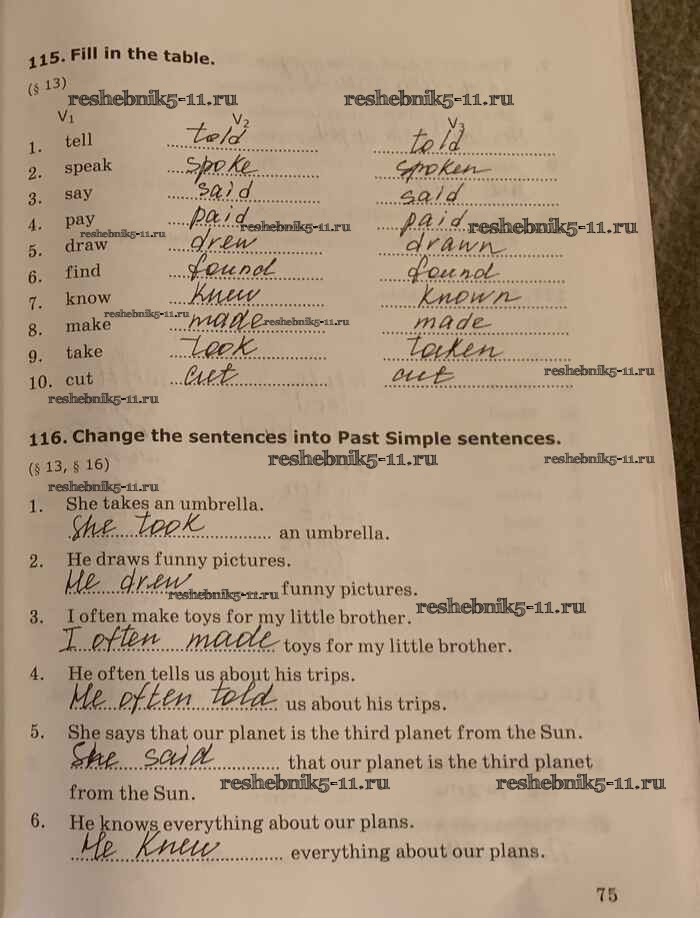 115. Fill in the table.
(§ 13)
reshebnik5-11.ru reshebnik5-11.ru
V₁ V₂ V₃
1. tell told told
2. speak spoke spoken
3. say said said
4. pay paid paid
reshebnik5-11.ru reshebnik5-11.ru reshebnik5-11.ru
5. draw drew drawn
6. find found found
7. know knew known
reshebnik5-11.ru reshebnik5-11.ru
8. make made made
9. take took taken
reshebnik5-11.ru
10. cut cut cut
reshebnik5-11.ru
116. Change the sentences into Past Simple sentences.
reshebnik5-11.ru reshebnik5-11.ru
(§ 13, § 16)
reshebnik5-11.ru
1. She takes an umbrella.
She took an umbrella.
2. He draws funny pictures.
He drew funny pictures.
reshebnik5-11.ru reshebnik5-11.ru
3. I often make toys for my little brother.
I often made toys for my little brother.
4. He often tells us about his trips.
He often told us about his trips.
5. She says that our planet is the third planet from the Sun.
She said that our planet is the third planet
reshebnik5-11.ru reshebnik5-11.ru
from the Sun.
6. He knows everything about our plans.
He knew everything about our plans.
75